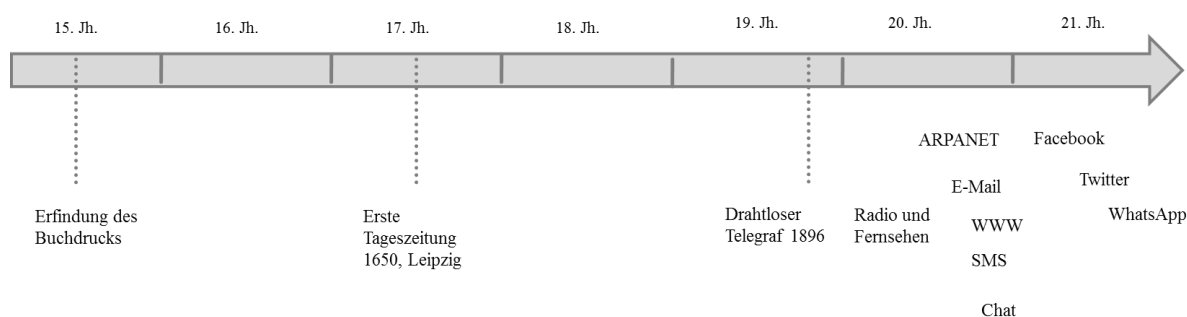 15. Jh.
16. Jh.
17. Jh.
18. Jh.
19. Jh.
20. Jh.
21. Jh.
Erfindung des
Buchdrucks
Erste
Tageszeitung
1650, Leipzig
Drahtloser
Telegraf 1896
Radio und
Fernsehen
ARPANET
E-Mail
WWW
SMS
Chat
Facebook
Twitter
WhatsApp